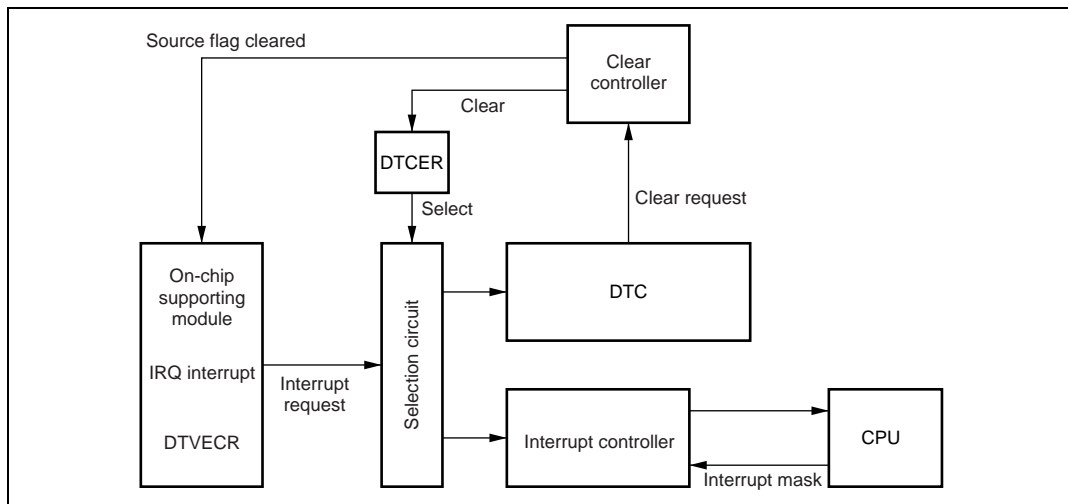 Source flag cleared
Clear
controller
Clear
DTCER
Clear request
Select
On-chip
supporting
module
IRQ interrupt
DTVECR
Interrupt
request
Selection circuit
DTC
Interrupt controller
CPU
Interrupt mask